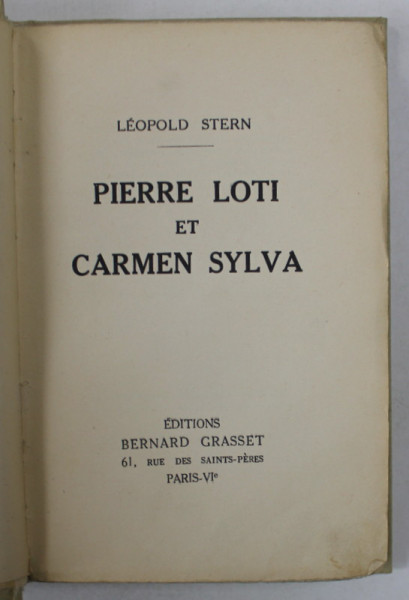 LÉOPOLD STERN
PIERRE LOTI
ET
CARMEN SYLVA
ÉDITIONS
BERNARD GRASSET
61, RUE DES SAINTS-PÈRES
PARIS-VIᵉ